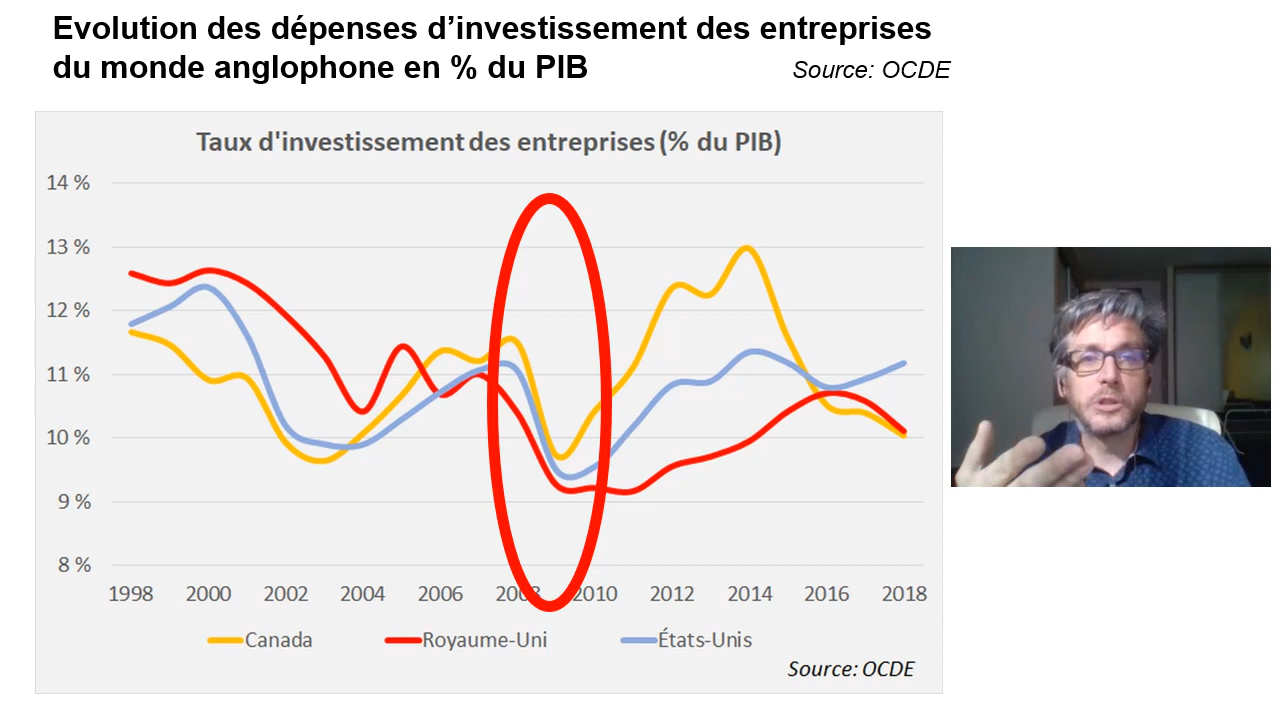 Evolution des dépenses d'investissement des entreprises
du monde anglophone en % du PIB Source: OCDE
Taux d'investissement des entreprises (% du PIB)
14 %
13 %
12 %
11 %
10 %
9 %
8 %
1998 2000 2002 2004 2006 2008 2010 2012 2014 2016 2018
Canada Royaume-Uni États-Unis
Source: OCDE